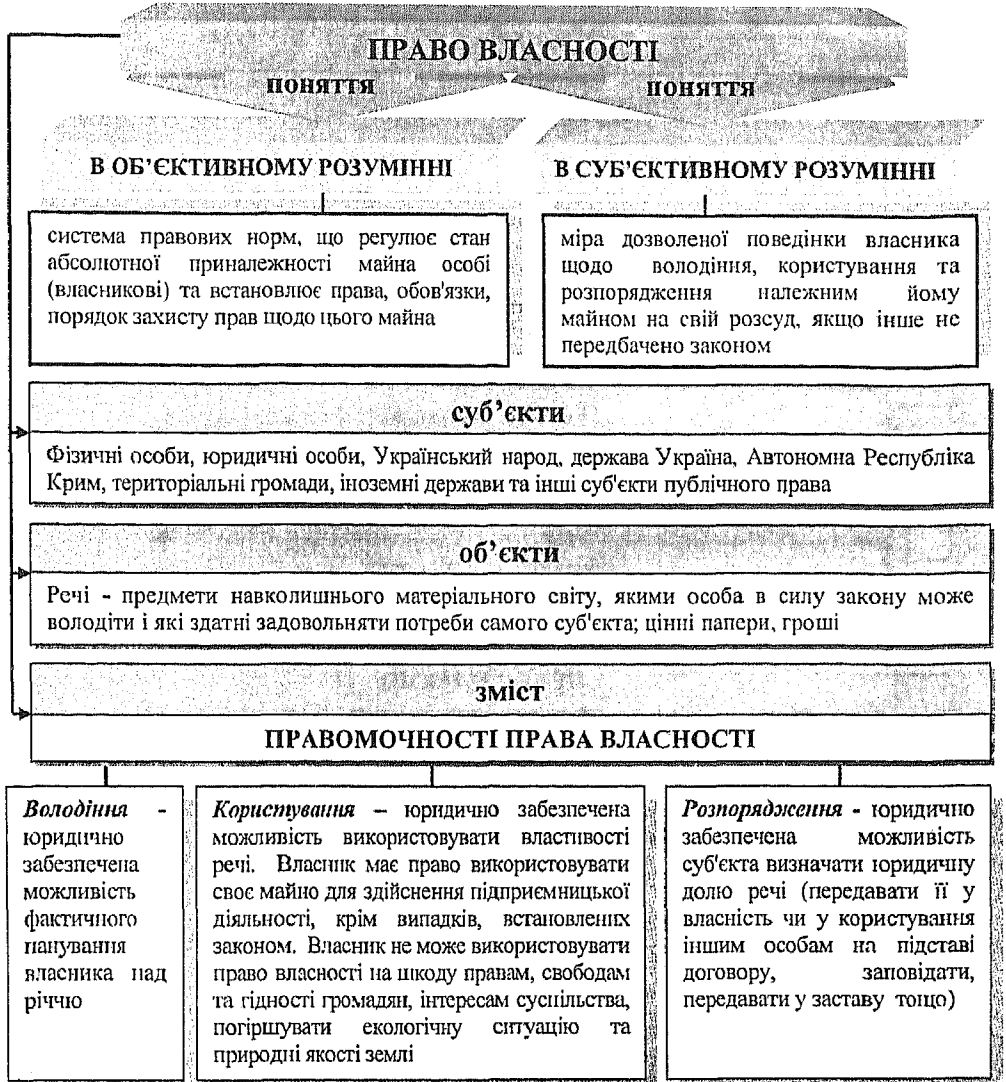 ПРАВО ВЛАСНОСТІ
поняття
поняття
В ОБ’ЄКТИВНОМУ РОЗУМІННІ
система правових норм, що регулює стан
абсолютної приналежності майна особі
(власникові) та встановлює права, обов'язки,
порядок захисту прав щодо цього майна
В СУБ’ЄКТИВНОМУ РОЗУМІННІ
міра дозволеної поведінки власника
щодо володіння, користування та
розпорядження належним йому
майном на свій розсуд, якщо інше не
передбачено законом
суб’єкти
Фізичні особи, юридичні особи, Український народ, держава Україна, Автономна Республіка
Крим, територіальні громади, іноземні держави та інші суб'єкти публічного права
об’єкти
Речі - предмети навколишнього матеріального світу, якими особа в силу закону може
володіти і які здатні задовольняти потреби самого суб'єкта; цінні папери, гроші
зміст
ПРАВОМОЧНОСТІ ПРАВА ВЛАСНОСТІ
Володіння -
юридично
забезпечена
можливість
фактичного
панування
власника над
річчю
Користування – юридично забезпечена
можливість використовувати властивості
речі. Власник має право використовувати
своє майно для здійснення підприємницької
діяльності, крім випадків, встановлених
законом. Власник не може використовувати
право власності на шкоду правам, свободам
та гідності громадян, інтересам суспільства,
погіршувати екологічну ситуацію та
природні якості землі
Розпорядження - юридично
забезпечена можливість
суб'єкта визначати юридичну
долю речі (передавати її у
власність чи у користування
іншим особам на підставі
договору, заповідати,
передавати у заставу тощо)